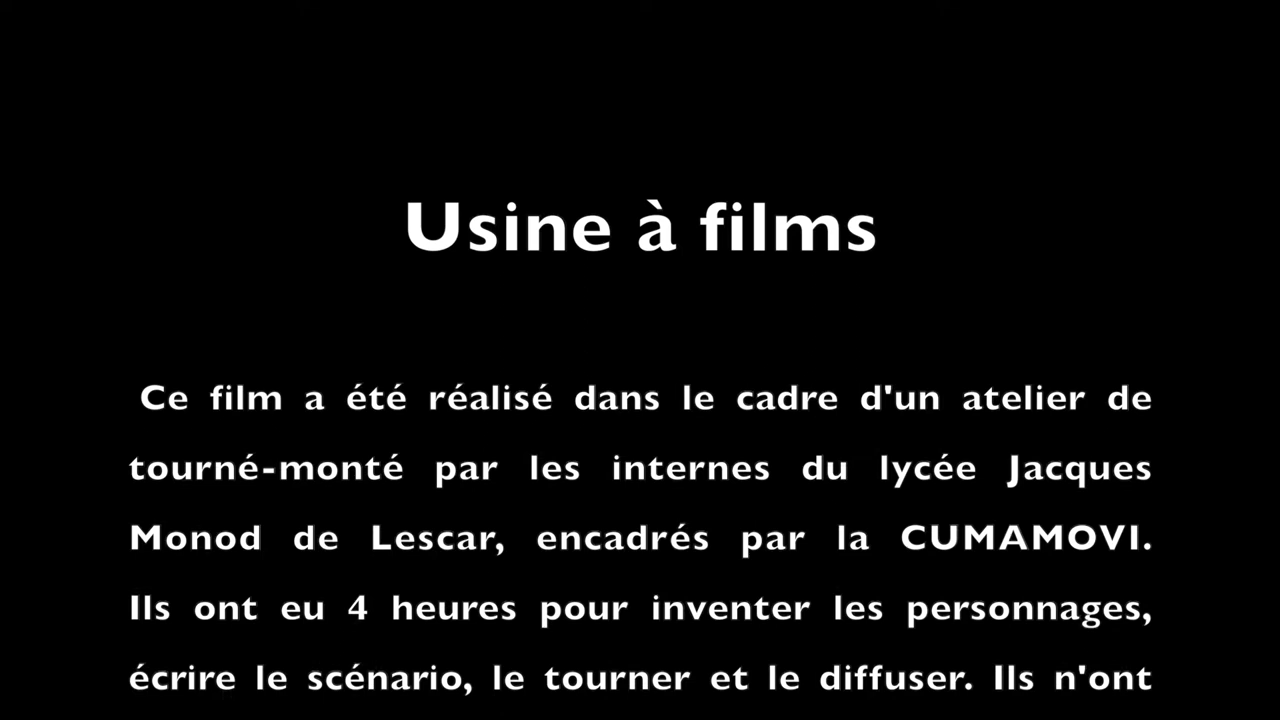 Usine à films
Ce film a été réalisé dans le cadre d'un atelier de
tourné-monté par les internes du lycée Jacques
Monod de Lescar, encadrés par la CUMAMOVI.
Ils ont eu 4 heures pour inventer les personnages,
écrire le scénario, le tourner et le diffuser. Ils n'ont